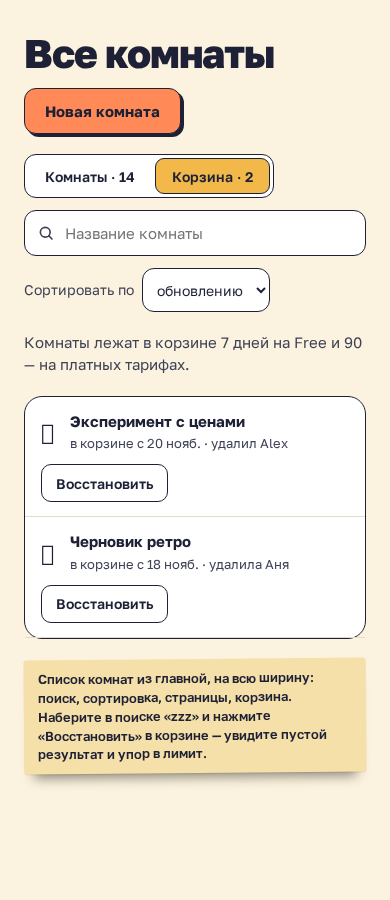 Все комнаты
Новая комната
Комнаты · 14
Корзина · 2
Название комнаты
Сортировать по
обновлению
Комнаты лежат в корзине 7 дней на Free и 90
— на платных тарифах.
Эксперимент с ценами
в корзине с 20 нояб. · удалил Alex
Восстановить
Черновик ретро
в корзине с 18 нояб. · удалила Аня
Восстановить
Список комнат из главной, на всю ширину:
поиск, сортировка, страницы, корзина.
Наберите в поиске «zzz» и нажмите
«Восстановить» в корзине — увидите пустой
результат и упор в лимит.